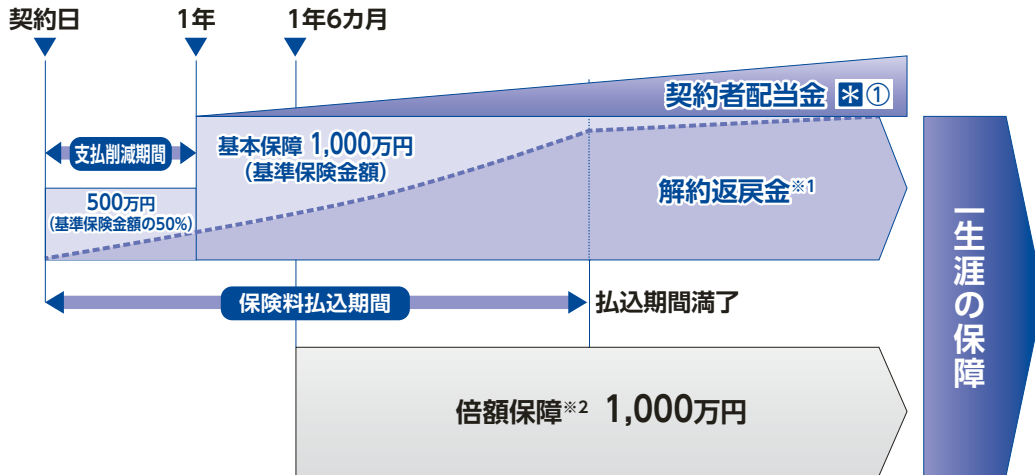 契約日
1年
1年6カ月
契約者配当金 *①
支払削減期間
基本保障 1,000万円
(基準保険金額)
500万円
(基準保険金額の50%)
解約返戻金※1
保険料払込期間
払込期間満了
倍額保障※2 1,000万円
一生涯の保障